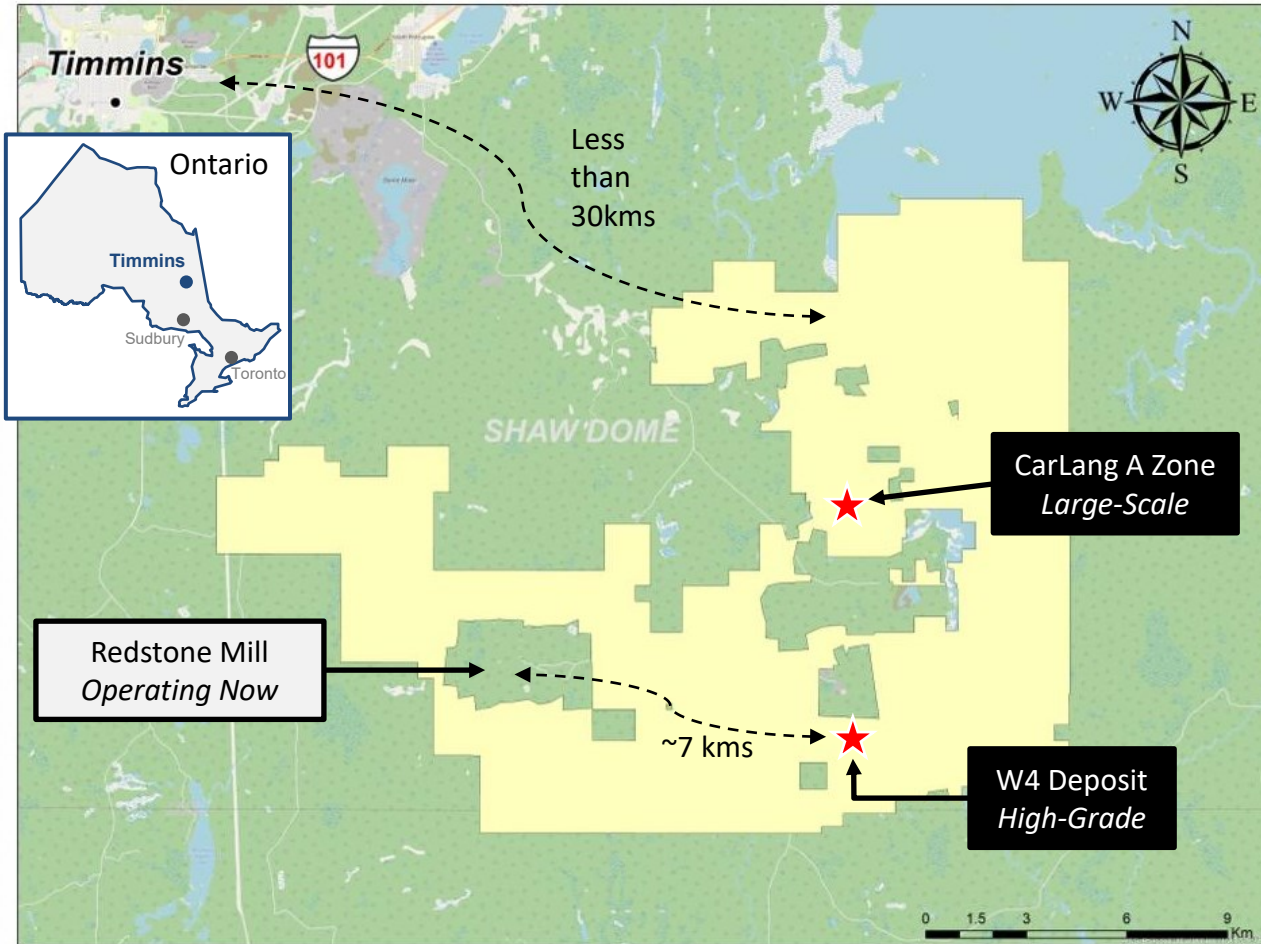 Timmins
101
N
W
E
S
Less
than
30kms
Ontario
Timmins
Sudbury
Toronto
SHAW DOME
CarLang A Zone
Large-Scale
Redstone Mill
Operating Now
~7 kms
W4 Deposit
High-Grade
0 1.5 3 6 9
Km